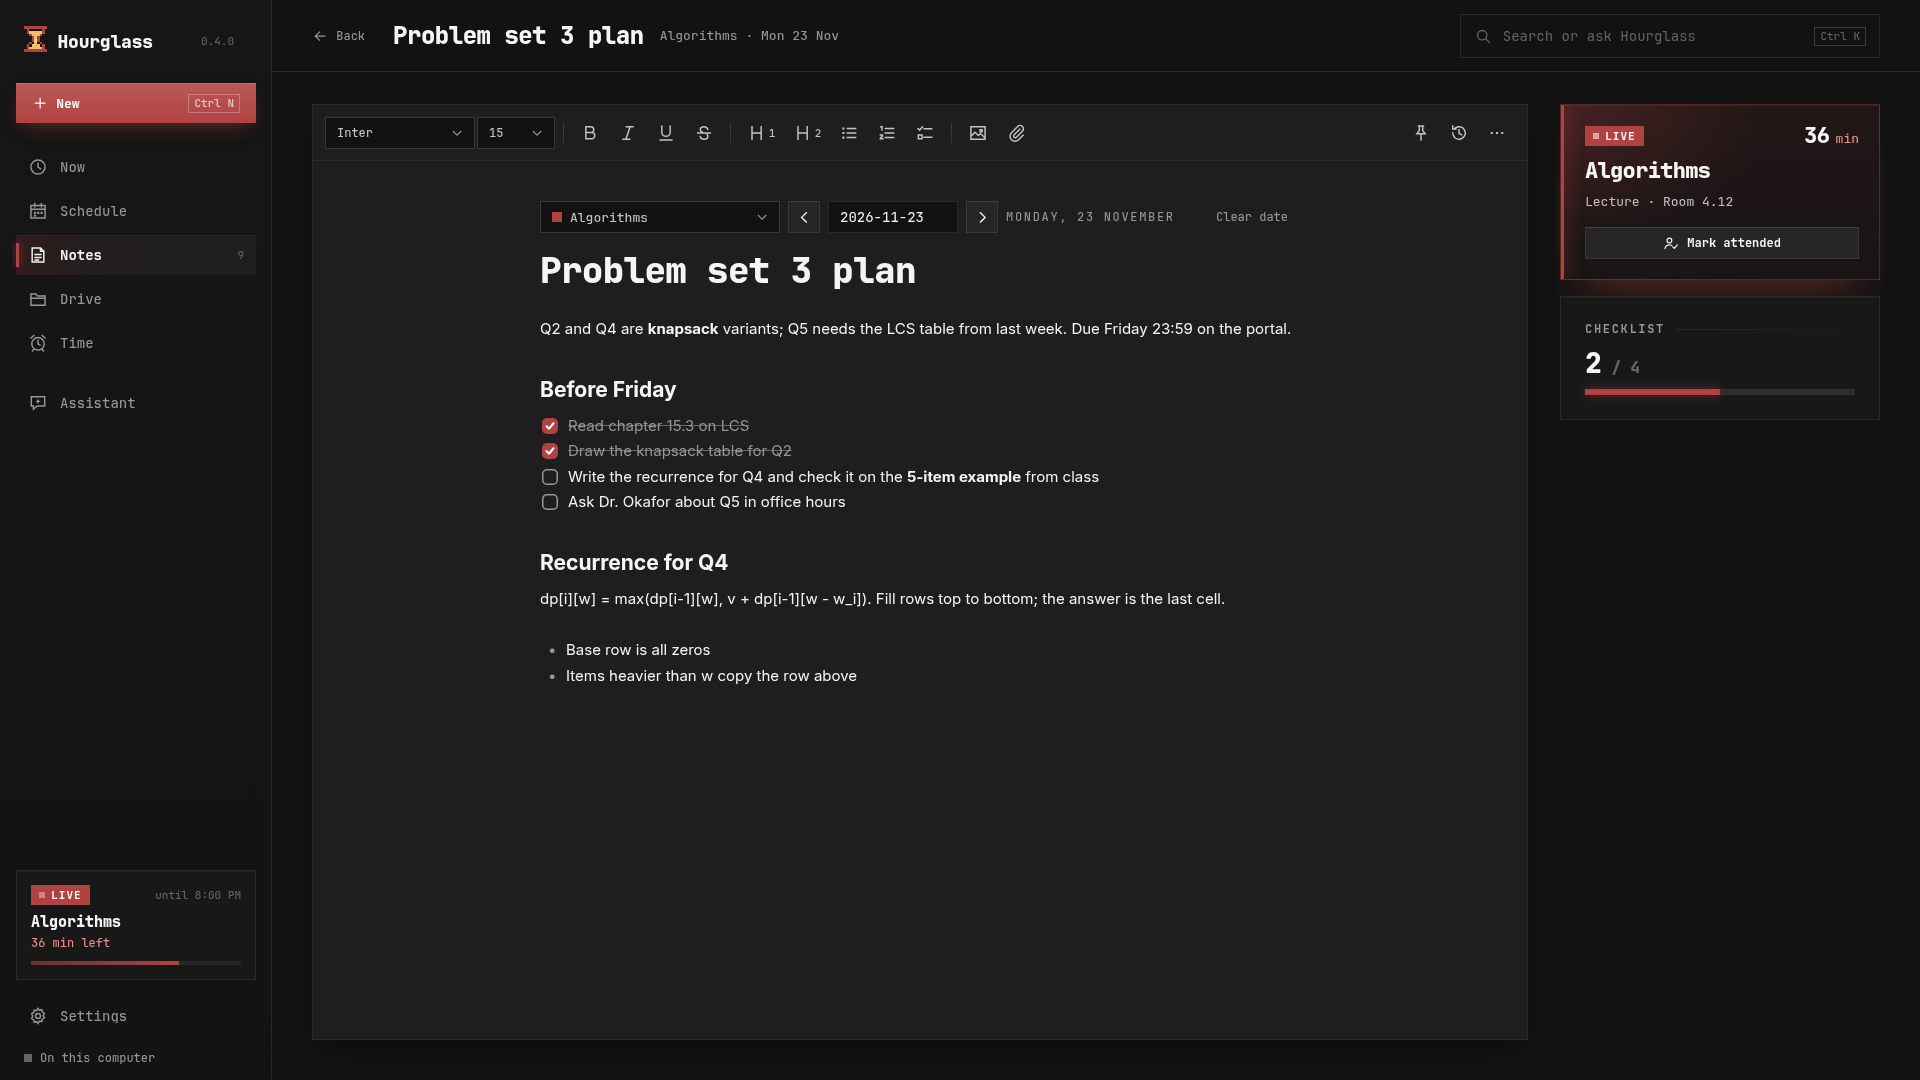 Hourglass 0.4.0
New Ctrl N
Now
Schedule
Notes 9
Drive
Time
Assistant
LIVE until 8:00 PM
Algorithms
36 min left
Settings
On this computer
Back Problem set 3 plan Algorithms · Mon 23 Nov
Search or ask Hourglass Ctrl K
Inter 15 B I U S H1 H2
Algorithms 2026-11-23 MONDAY, 23 NOVEMBER Clear date
Problem set 3 plan
Q2 and Q4 are knapsack variants; Q5 needs the LCS table from last week. Due Friday 23:59 on the portal.
Before Friday
Read chapter 15.3 on LCS
Draw the knapsack table for Q2
Write the recurrence for Q4 and check it on the 5-item example from class
Ask Dr. Okafor about Q5 in office hours
Recurrence for Q4
dp[i][w] = max(dp[i-1][w], v + dp[i-1][w - w_i]). Fill rows top to bottom; the answer is the last cell.
• Base row is all zeros
• Items heavier than w copy the row above
LIVE 36 min
Algorithms
Lecture · Room 4.12
Mark attended
CHECKLIST
2 / 4